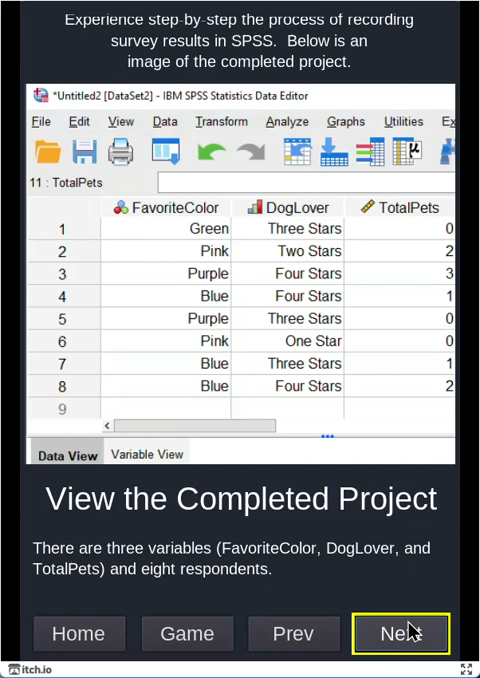 Experience step-by-step the process of recording
survey results in SPSS. Below is an
image of the completed project.
*Untitled2 [DataSet2] - IBM SPSS Statistics Data Editor
File Edit View Data Transform Analyze Graphs Utilities
11 : TotalPets
FavoriteColor DogLover TotalPets
1 Green Three Stars 0
2 Pink Two Stars 2
3 Purple Four Stars 3
4 Blue Four Stars 1
5 Purple Three Stars 0
6 Pink One Star 0
7 Blue Three Stars 1
8 Blue Four Stars 2
9
Data View Variable View
View the Completed Project
There are three variables (FavoriteColor, DogLover, and
TotalPets) and eight respondents.
Home Game Prev Next
itch.io